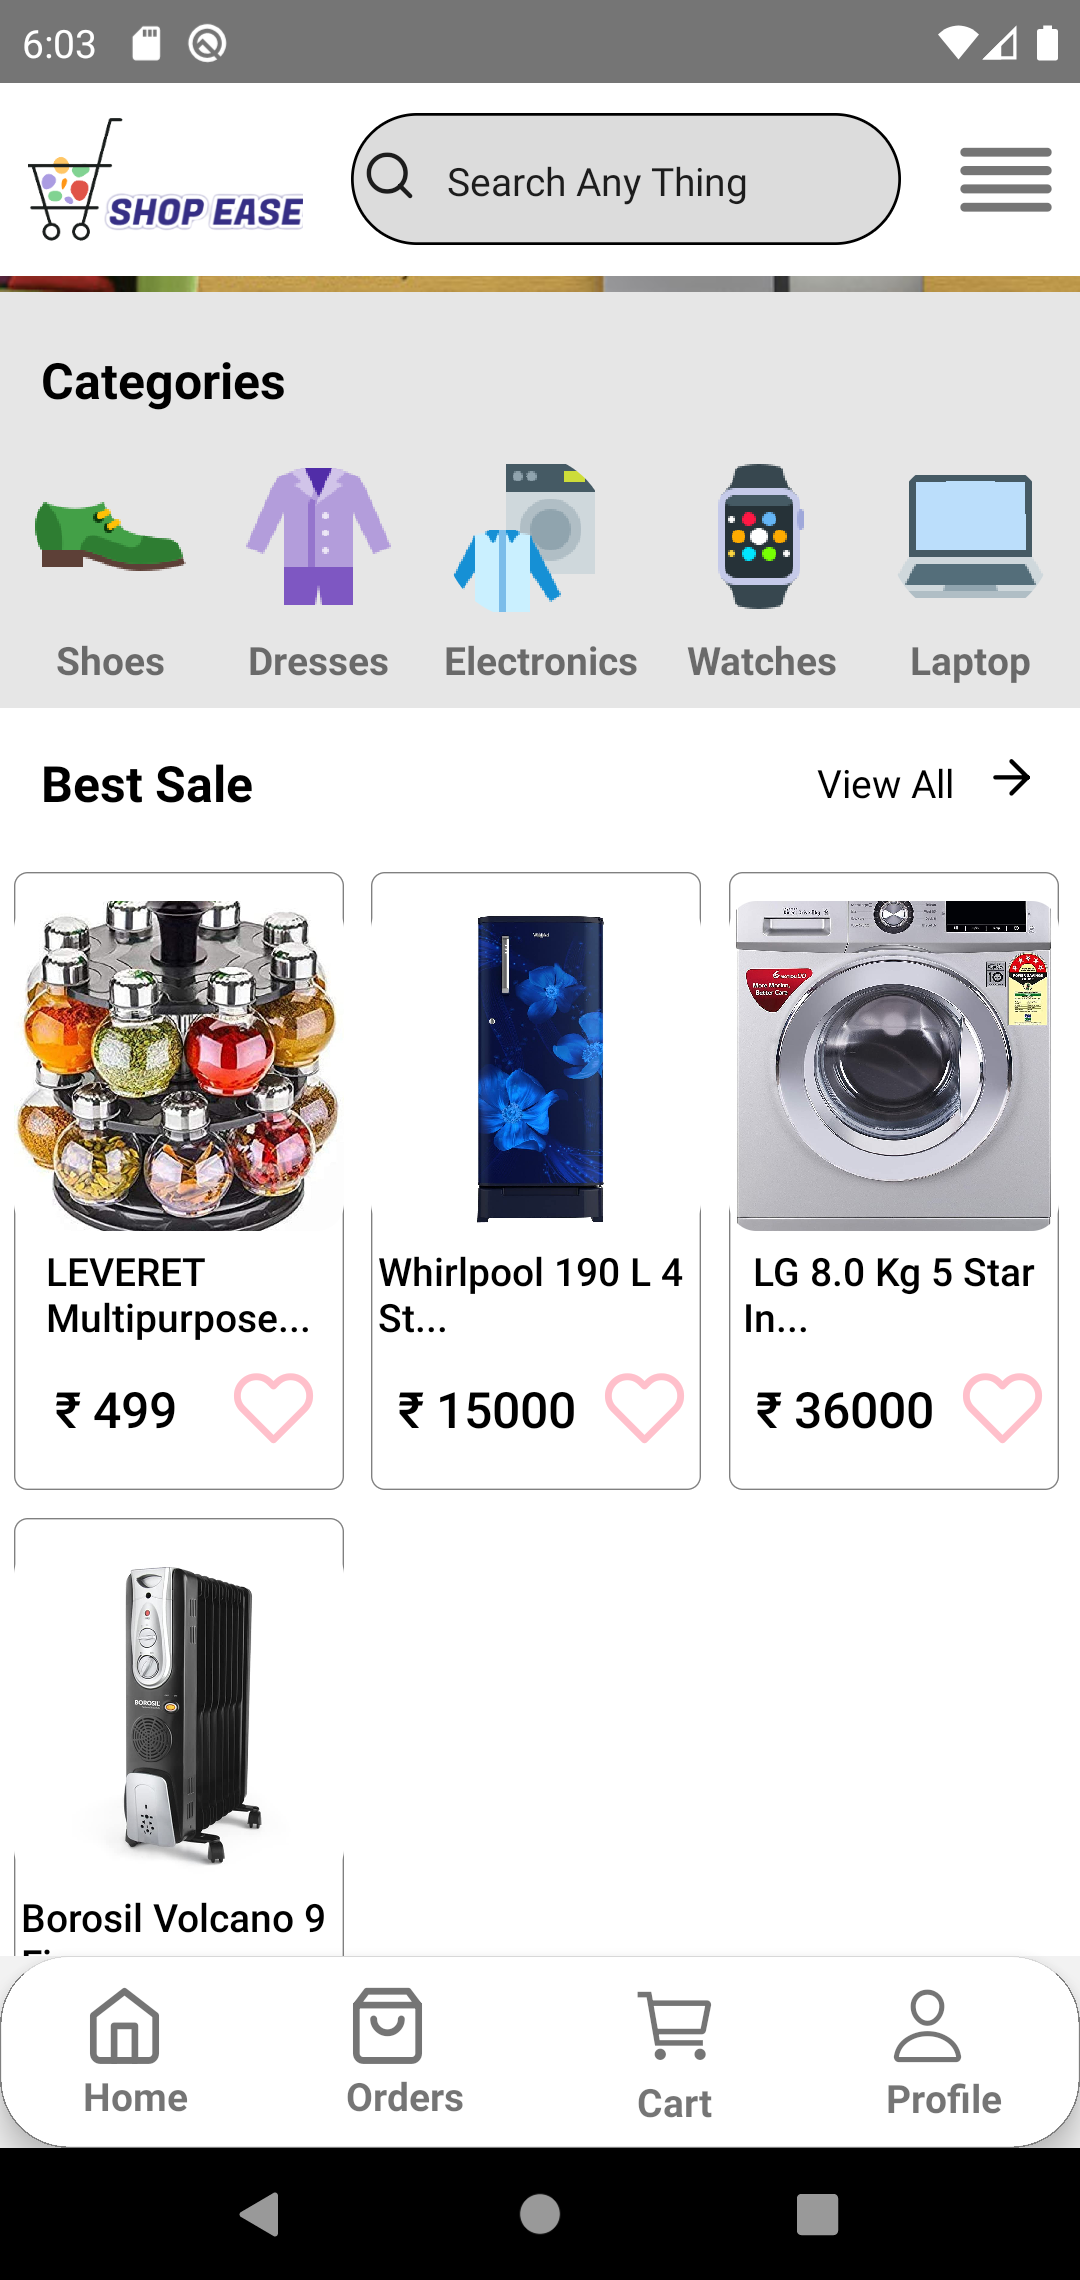 6:03
SHOP EASE
Search Any Thing
Categories
Shoes
Dresses
Electronics
Watches
Laptop
Best Sale
View All
LEVERET
Multipurpose...
₹ 499
Whirlpool 190 L 4
St...
₹ 15000
LG 8.0 Kg 5 Star
In...
₹ 36000
BOROSIL
Borosil Volcano 9
Home
Orders
Cart
Profile